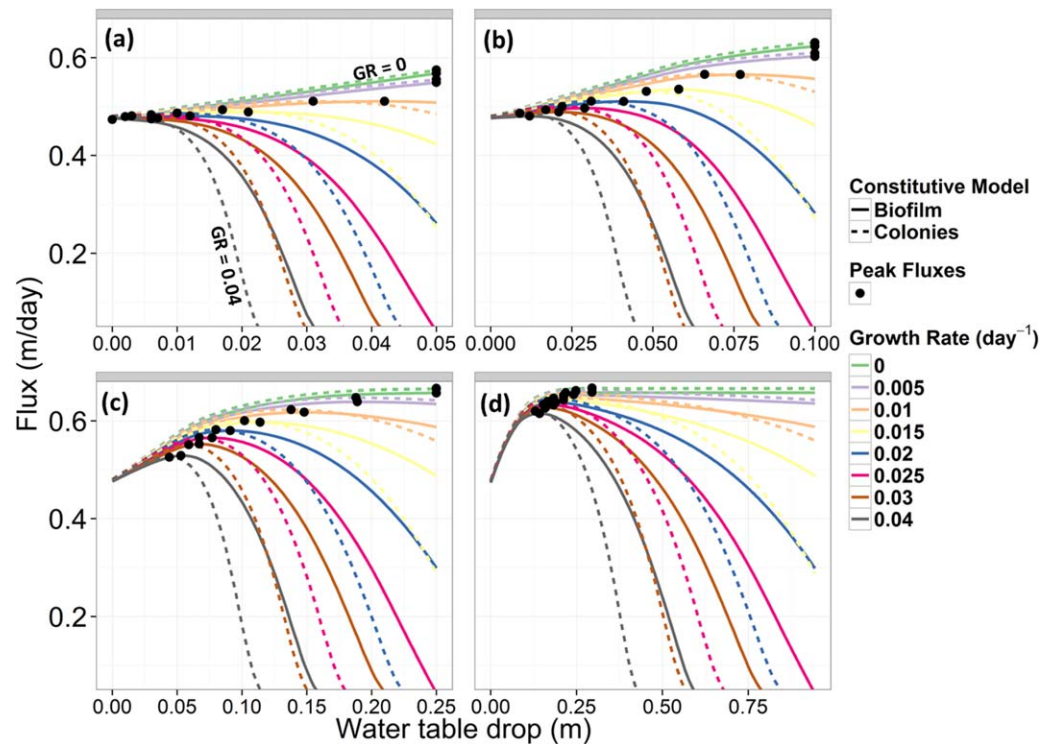 (a)
GR = 0
GR = 0.04
0.6
0.4
0.2
0.00 0.01 0.02 0.03 0.04 0.05
(b)
0.000 0.025 0.050 0.075 0.100
(c)
0.6
0.4
0.2
0.00 0.05 0.10 0.15 0.20 0.25
(d)
0.00 0.25 0.50 0.75
Flux (m/day)
Water table drop (m)
Constitutive Model
Biofilm
Colonies
Peak Fluxes
Growth Rate (day⁻¹)
0
0.005
0.01
0.015
0.02
0.025
0.03
0.04